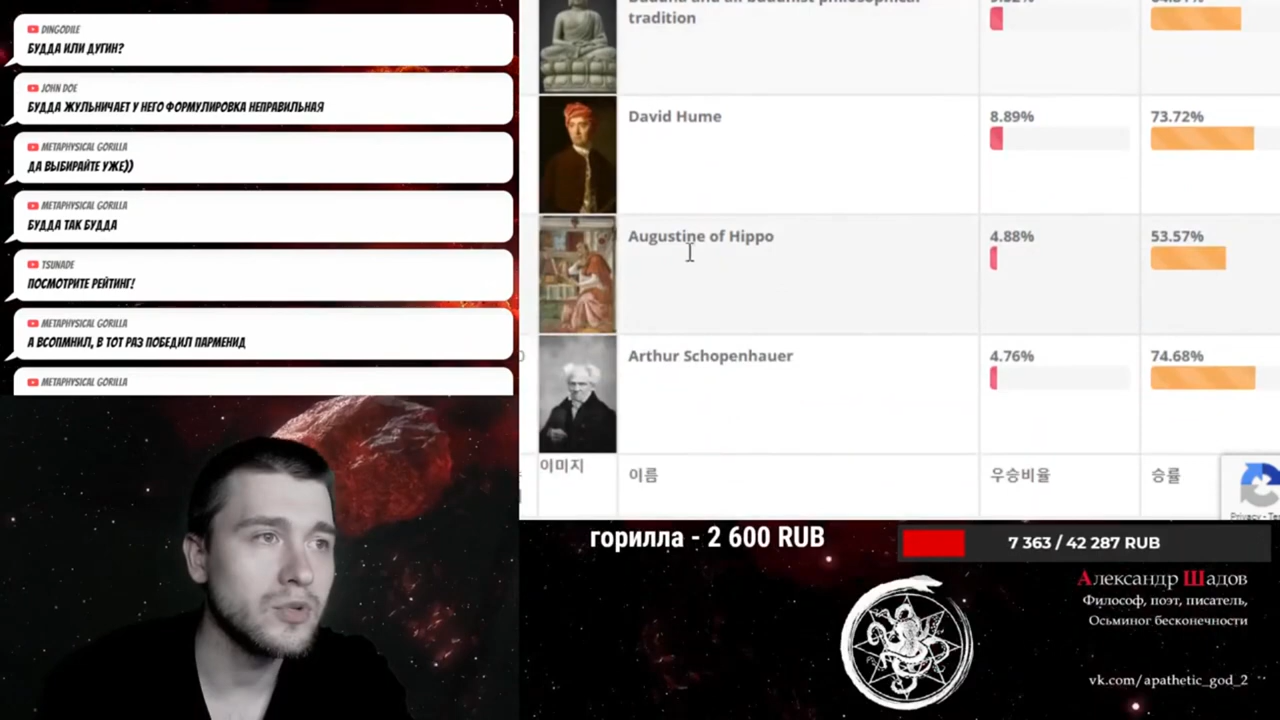 DINGODILE
БУДДА ИЛИ ДУГИН?
JOHN DOE
БУДДА ЖУЛЬНИЧАЕТ У НЕГО ФОРМУЛИРОВКА НЕПРАВИЛЬНАЯ
METAPHYSICAL GORILLA
ДА ВЫБИРАЙТЕ УЖЕ))
METAPHYSICAL GORILLA
БУДДА ТАК БУДДА
TSUNADE
ПОСМОТРИТЕ РЕЙТИНГ!
METAPHYSICAL GORILLA
А ВСОПМНИЛ, В ТОТ РАЗ ПОБЕДИЛ ПАРМЕНИД
METAPHYSICAL GORILLA
tradition
David Hume 8.89% 73.72%
Augustine of Hippo 4.88% 53.57%
Arthur Schopenhauer 4.76% 74.68%
이미지 이름 우승비율 승률
горилла - 2 600 RUB
7 363 / 42 287 RUB
Александр Шадов
Философ, поэт, писатель,
Осьминог бесконечности
vk.com/apathetic_god_2